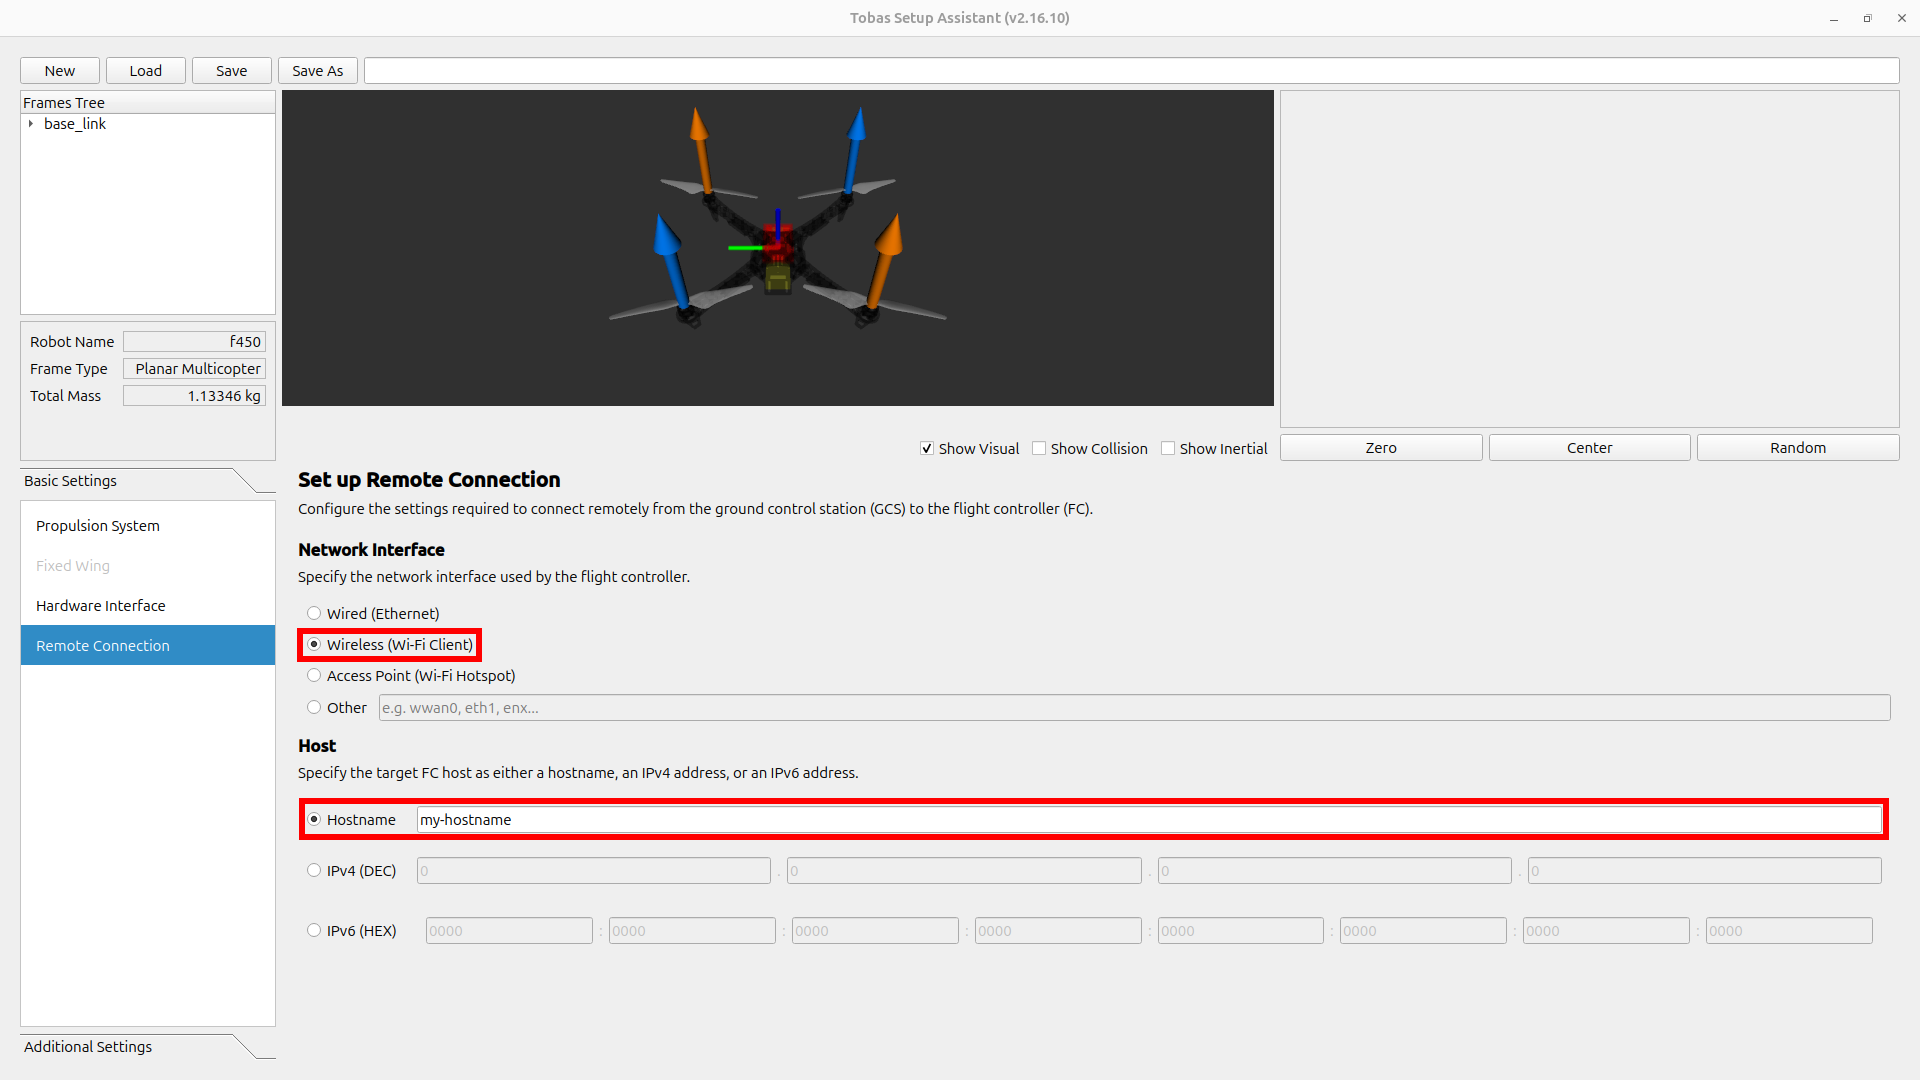 Tobas Setup Assistant (v2.16.10)
New Load Save Save As
Frames Tree
base_link
Robot Name f450
Frame Type Planar Multicopter
Total Mass 1.13346 kg
Show Visual Show Collision Show Inertial Zero Center Random
Basic Settings
Propulsion System
Fixed Wing
Hardware Interface
Remote Connection
Additional Settings
Set up Remote Connection
Configure the settings required to connect remotely from the ground control station (GCS) to the flight controller (FC).
Network Interface
Specify the network interface used by the flight controller.
Wired (Ethernet)
Wireless (Wi-Fi Client)
Access Point (Wi-Fi Hotspot)
Other e.g. wwan0, eth1, enx...
Host
Specify the target FC host as either a hostname, an IPv4 address, or an IPv6 address.
Hostname my-hostname
IPv4 (DEC) 0 . 0 . 0 . 0
IPv6 (HEX) 0000 : 0000 : 0000 : 0000 : 0000 : 0000 : 0000 : 0000